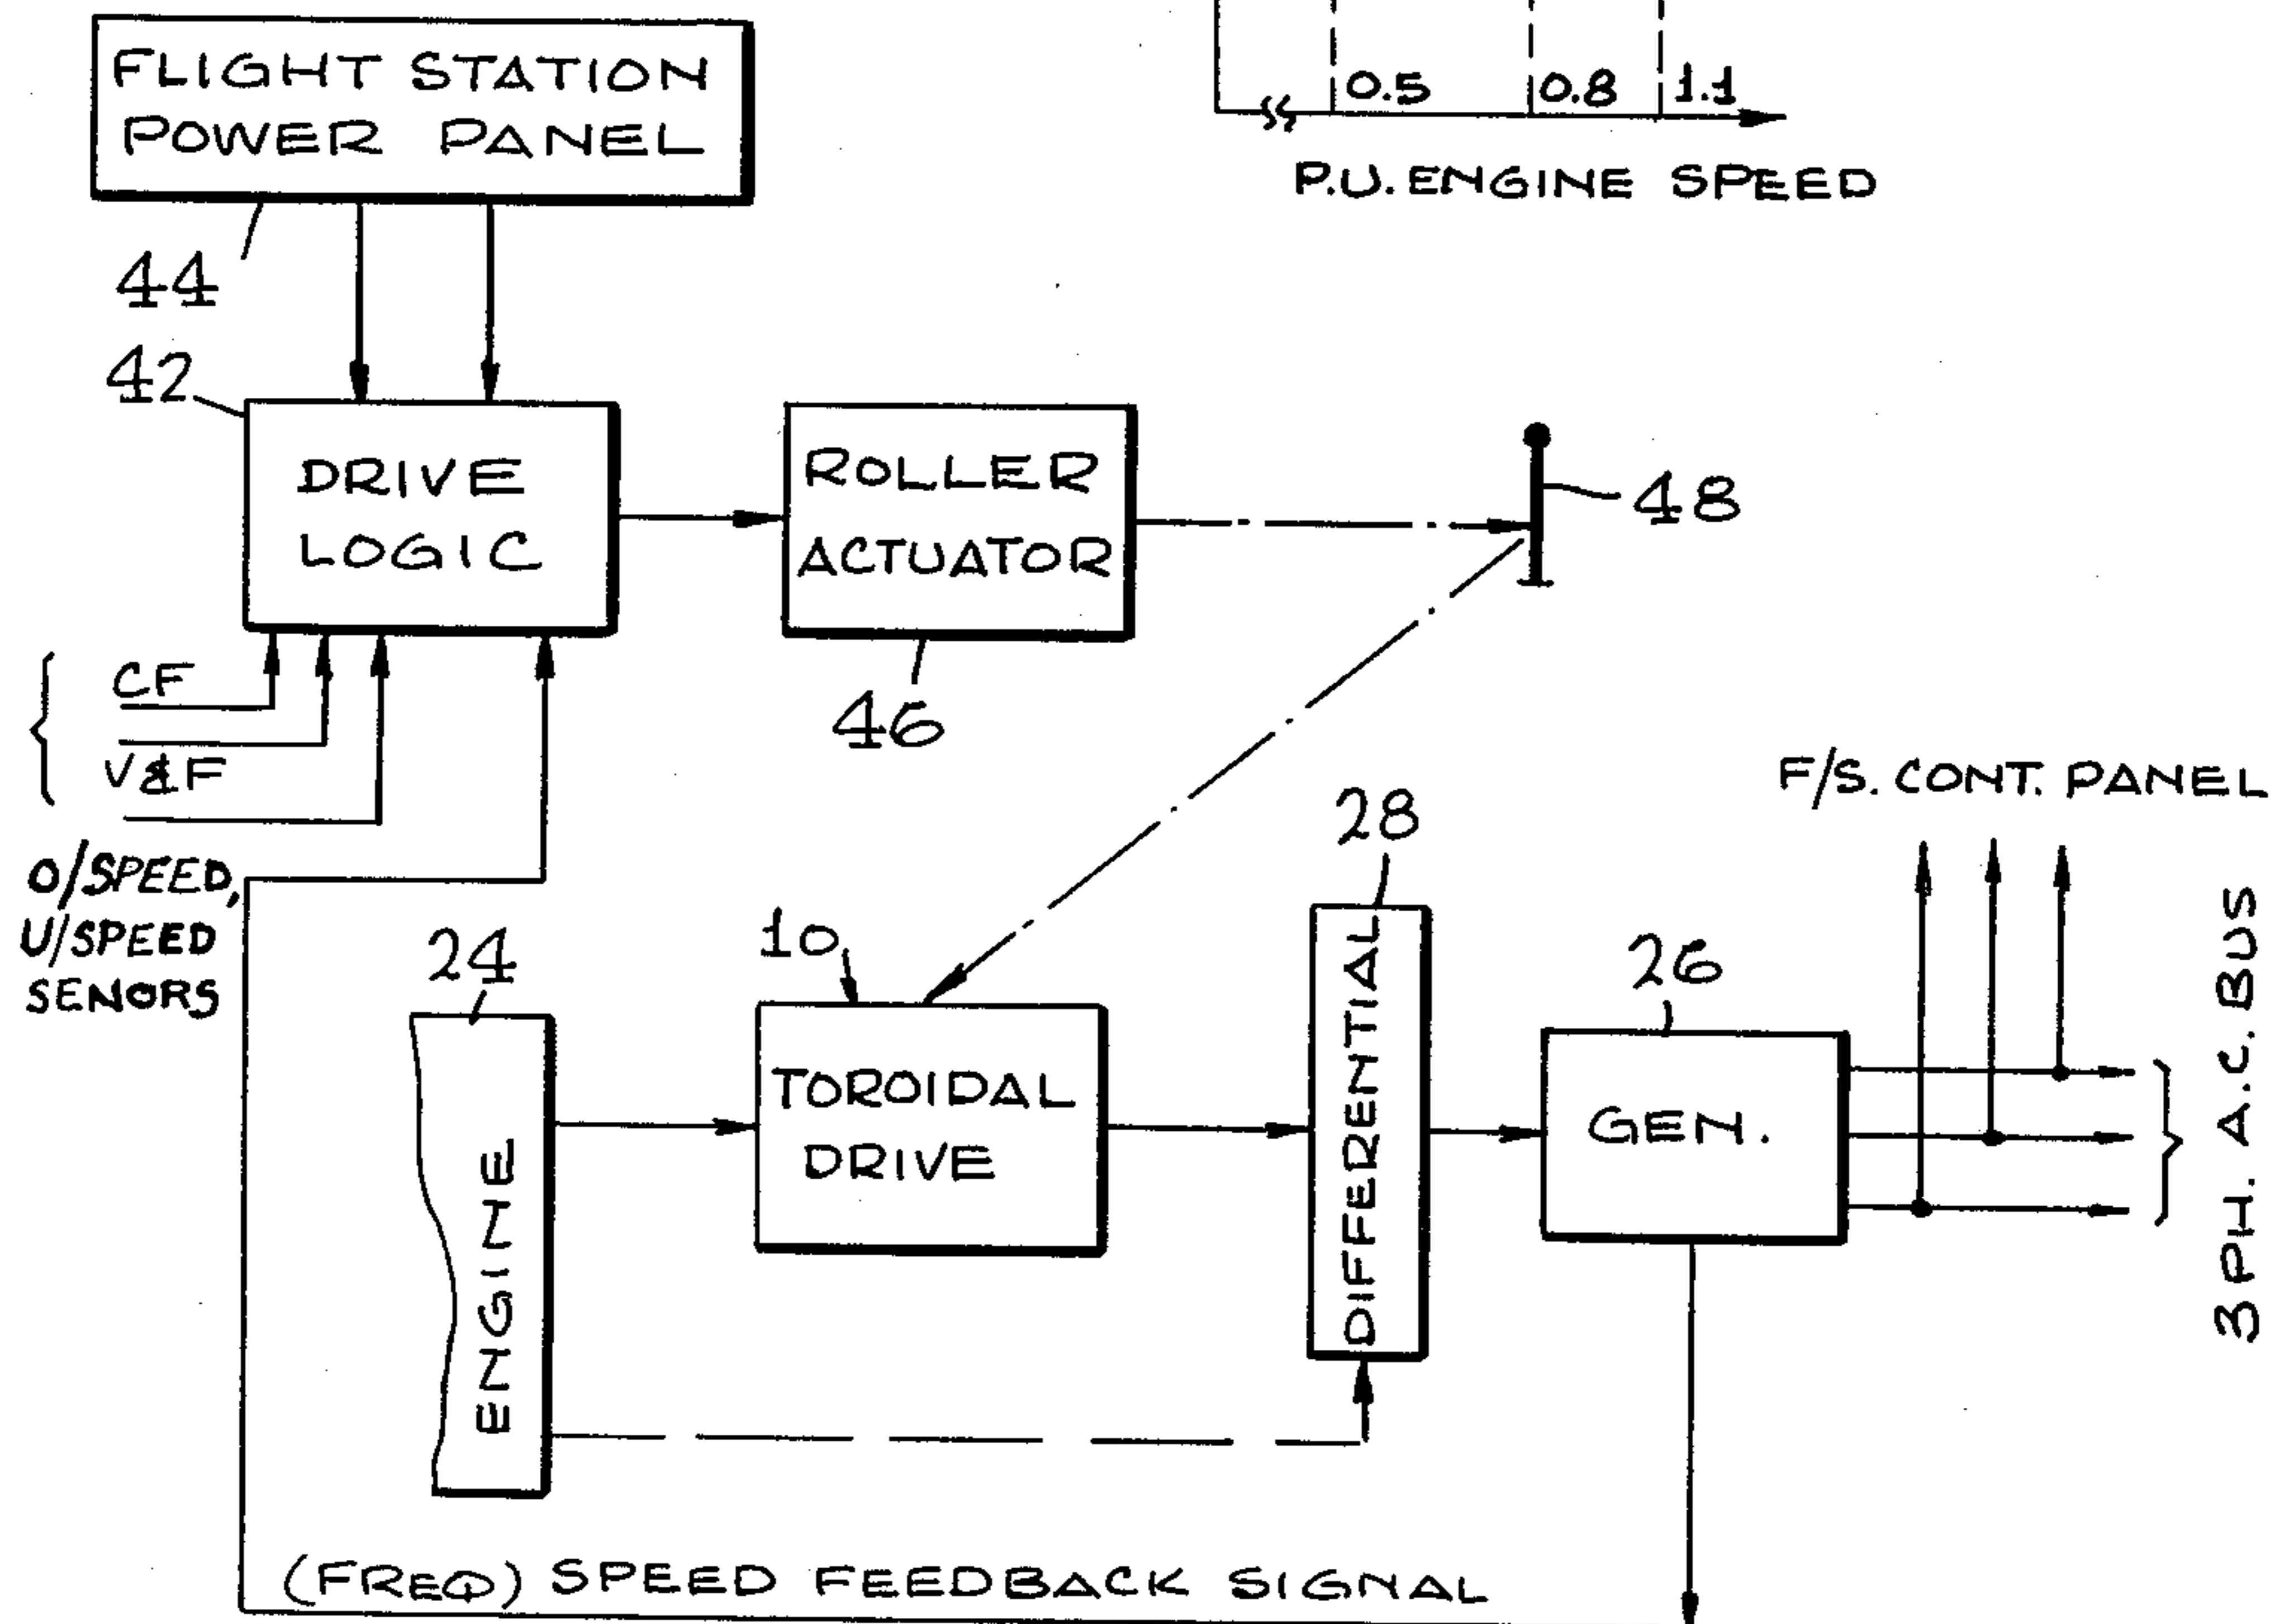 FLIGHT STATION
POWER PANEL
0.5
0.8
1.1
P.U. ENGINE SPEED
44
42
DRIVE
LOGIC
ROLLER
ACTUATOR
48
46
CF
V&F
O/SPEED,
U/SPEED
SENORS
F/S. CONT. PANEL
28
24
10
26
ENGINE
TOROIDAL
DRIVE
DIFFERENTIAL
GEN.
3 PH. A.C. BUS
(FREQ) SPEED FEEDBACK SIGNAL